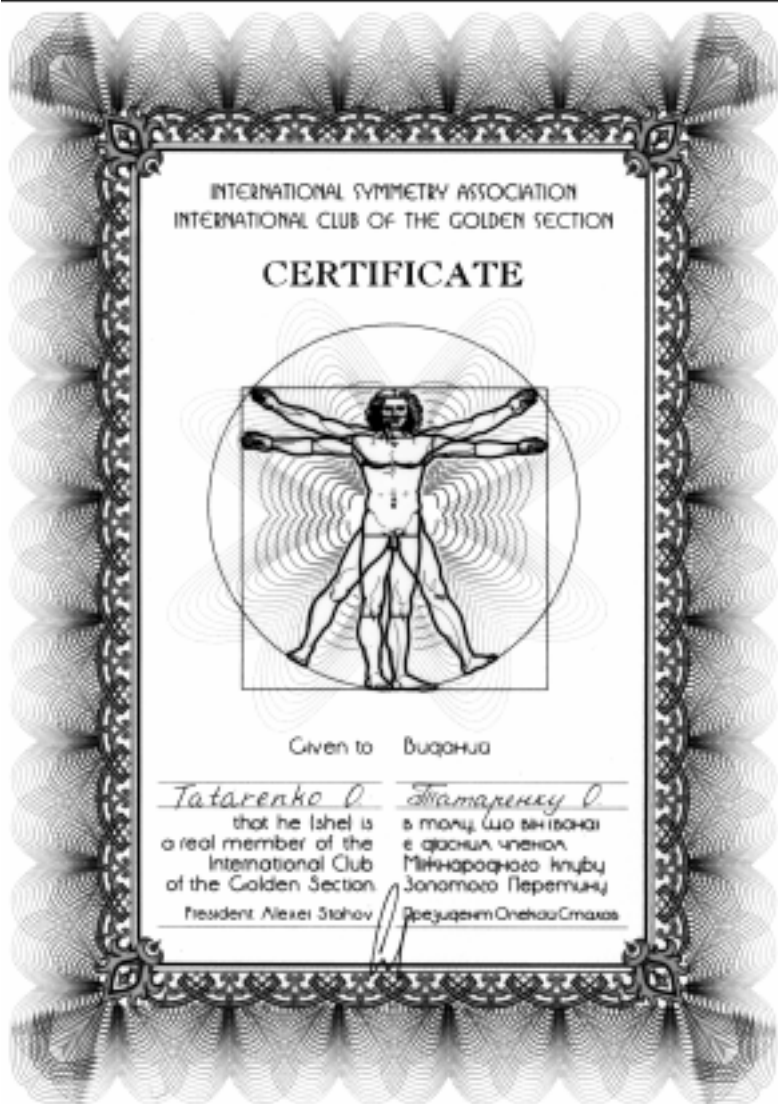 INTERNATIONAL SYMMETRY ASSOCIATION
INTERNATIONAL CLUB OF THE GOLDEN SECTION
CERTIFICATE
Given to
Tatarenko O.
that he (she) is
a real member of the
International Club
of the Golden Section
President Alexei Stahov
Виданий
Татаренку О.
в тому, що він (вона)
є дійсним членом
Міжнародного клубу
Золотого Перетину
Президент Олексій Стахов